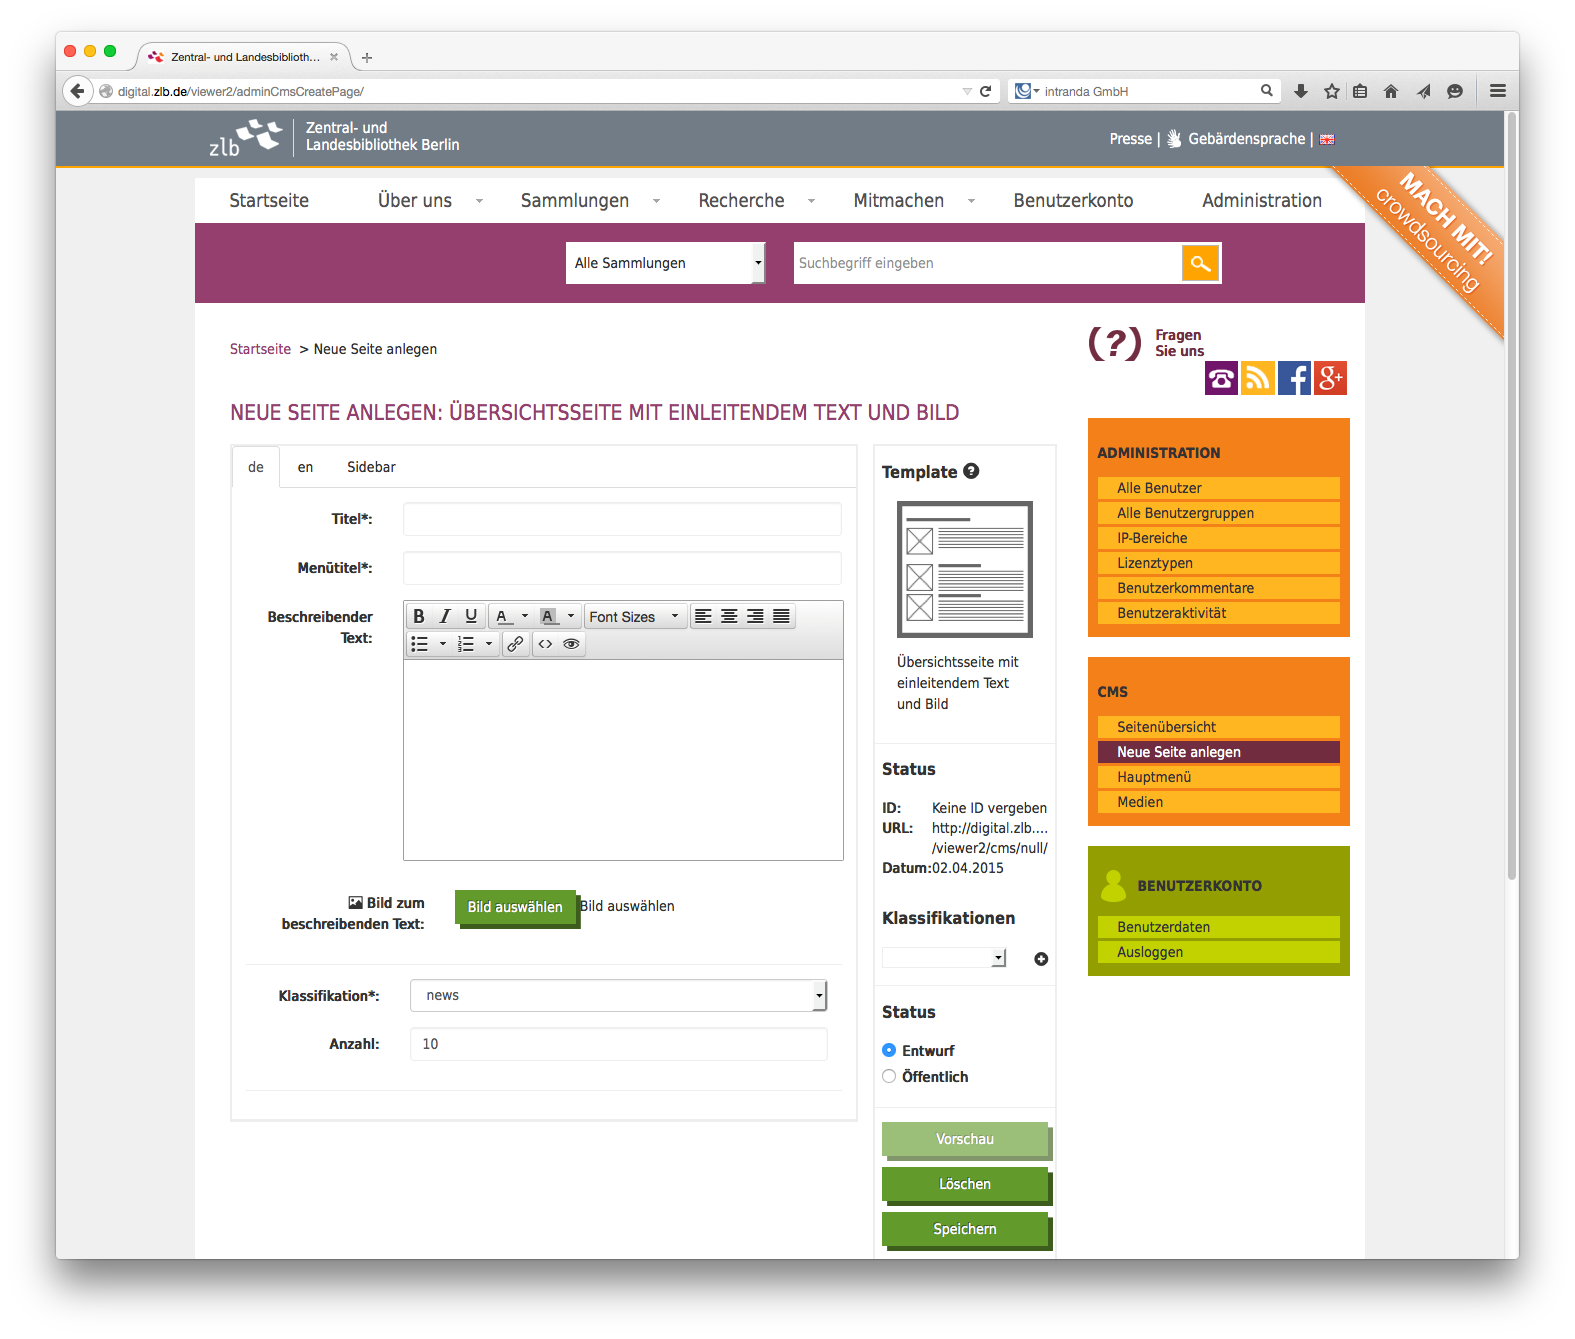 Zentral- und Landesbiblioth...
digital.zlb.de/viewer2/adminCmsCreatePage/
intranda GmbH
zlb
Zentral- und
Landesbibliothek Berlin
Presse |
Gebärdensprache |
Startseite
Über uns
Sammlungen
Recherche
Mitmachen
Benutzerkonto
Administration
MACH MIT!
crowdsourcing
Alle Sammlungen
Suchbegriff eingeben
Startseite > Neue Seite anlegen
(?)
Fragen
Sie uns
NEUE SEITE ANLEGEN: ÜBERSICHTSSEITE MIT EINLEITENDEM TEXT UND BILD
de
en
Sidebar
Titel*:
Menütitel*:
Beschreibender
Text:
B I U A A Font Sizes
Bild zum
beschreibenden Text:
Bild auswählen
Bild auswählen
Klassifikation*:
news
Anzahl:
10
Template
Übersichtsseite mit
einleitendem Text
und Bild
Status
ID: Keine ID vergeben
URL: http://digital.zlb....
/viewer2/cms/null/
Datum: 02.04.2015
Klassifikationen
Status
Entwurf
Öffentlich
Vorschau
Löschen
Speichern
ADMINISTRATION
Alle Benutzer
Alle Benutzergruppen
IP-Bereiche
Lizenztypen
Benutzerkommentare
Benutzeraktivität
CMS
Seitenübersicht
Neue Seite anlegen
Hauptmenü
Medien
BENUTZERKONTO
Benutzerdaten
Ausloggen